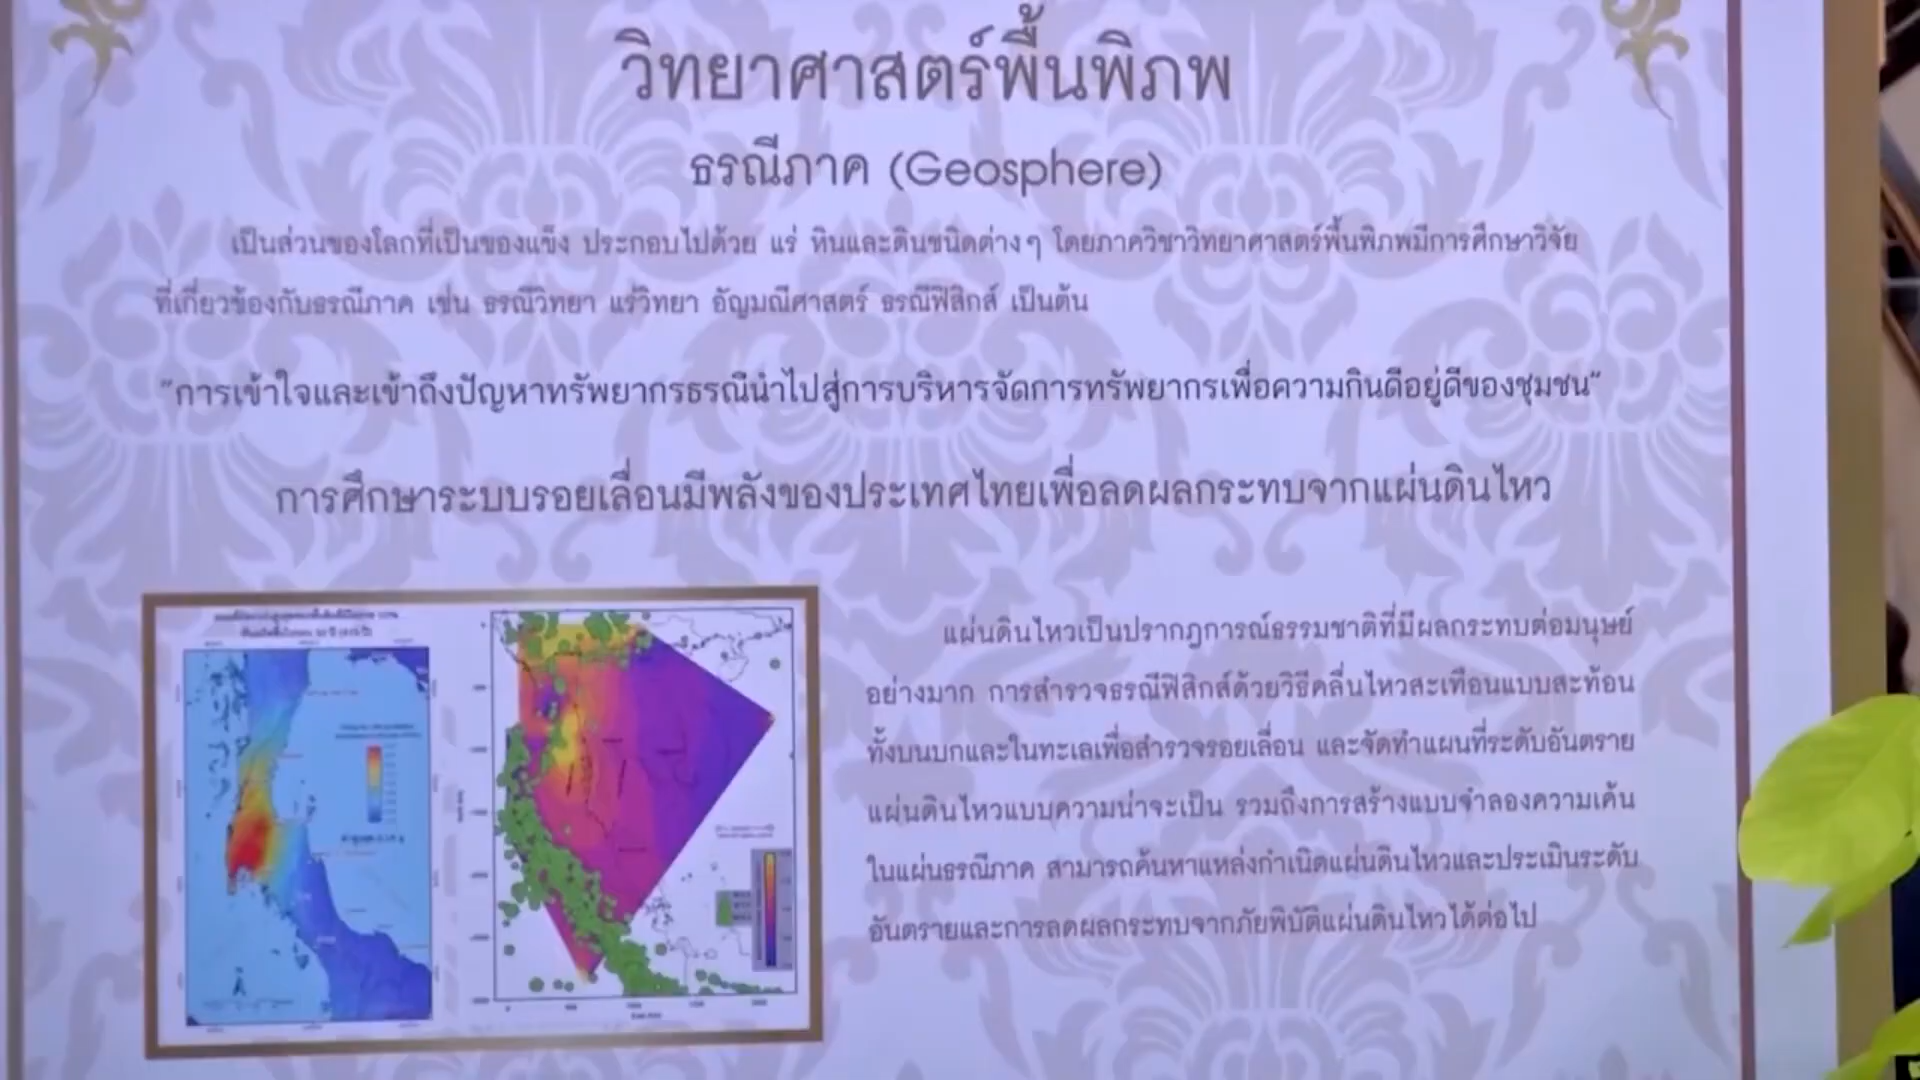 วิทยาศาสตร์พื้นพิภพ
ธรณีภาค (Geosphere)
เป็นส่วนของโลกที่เป็นของแข็ง ประกอบไปด้วย แร่ หินและดินชนิดต่างๆ โดยภาควิชาวิทยาศาสตร์พื้นพิภพมีการศึกษาวิจัย
ที่เกี่ยวข้องกับธรณีภาค เช่น ธรณีวิทยา แร่วิทยา อัญมณีศาสตร์ ธรณีฟิสิกส์ เป็นต้น
"การเข้าใจและเข้าถึงปัญหาทรัพยากรธรณีนำไปสู่การบริหารจัดการทรัพยากรเพื่อความกินดีอยู่ดีของชุมชน"
การศึกษาระบบรอยเลื่อนมีพลังของประเทศไทยเพื่อลดผลกระทบจากแผ่นดินไหว
แผ่นดินไหวเป็นปรากฏการณ์ธรรมชาติที่มีผลกระทบต่อมนุษย์
อย่างมาก การสำรวจธรณีฟิสิกส์ด้วยวิธีคลื่นไหวสะเทือนแบบสะท้อน
ทั้งบนบกและในทะเลเพื่อสำรวจรอยเลื่อน และจัดทำแผนที่ระดับอันตราย
แผ่นดินไหวแบบความน่าจะเป็น รวมถึงการสร้างแบบจำลองความเค้น
ในแผ่นธรณีภาค สามารถค้นหาแหล่งกำเนิดแผ่นดินไหวและประเมินระดับ
อันตรายและการลดผลกระทบจากภัยพิบัติแผ่นดินไหวได้ต่อไป